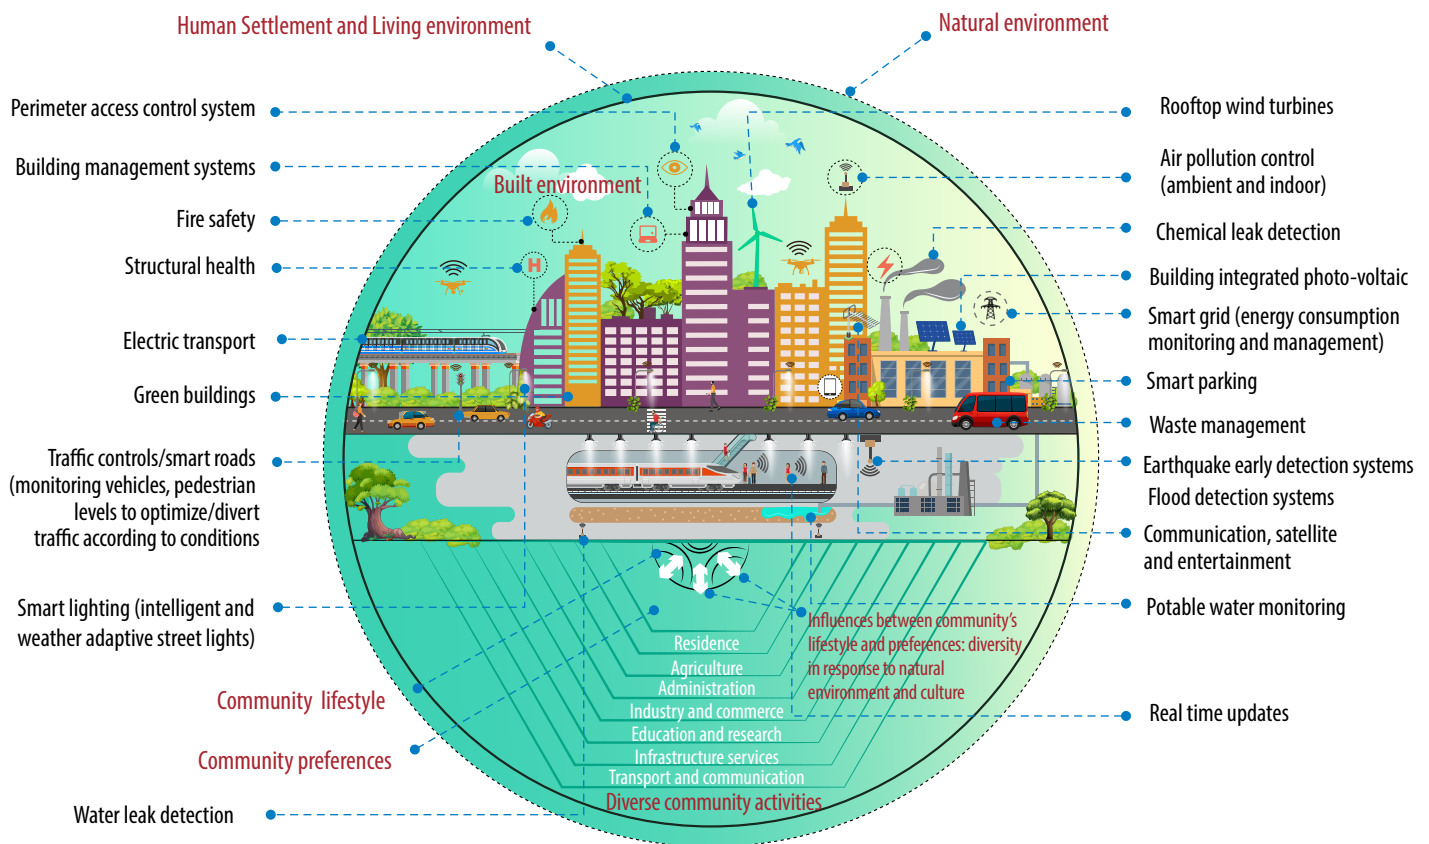 Human Settlement and Living environment
Natural environment
Perimeter access control system
Building management systems
Fire safety
Structural health
Electric transport
Green buildings
Traffic controls/smart roads
(monitoring vehicles, pedestrian
levels to optimize/divert
traffic according to conditions
Smart lighting (intelligent and
weather adaptive street lights)
Community lifestyle
Community preferences
Water leak detection
Built environment
H
Rooftop wind turbines
Air pollution control
(ambient and indoor)
Chemical leak detection
Building integrated photo-voltaic
Smart grid (energy consumption
monitoring and management)
Smart parking
Waste management
Earthquake early detection systems
Flood detection systems
Communication, satellite
and entertainment
Potable water monitoring
Real time updates
Influences between community's
lifestyle and preferences: diversity
in response to natural
environment and culture
Residence
Agriculture
Administration
Industry and commerce
Education and research
Infrastructure services
Transport and communication
Diverse community activities